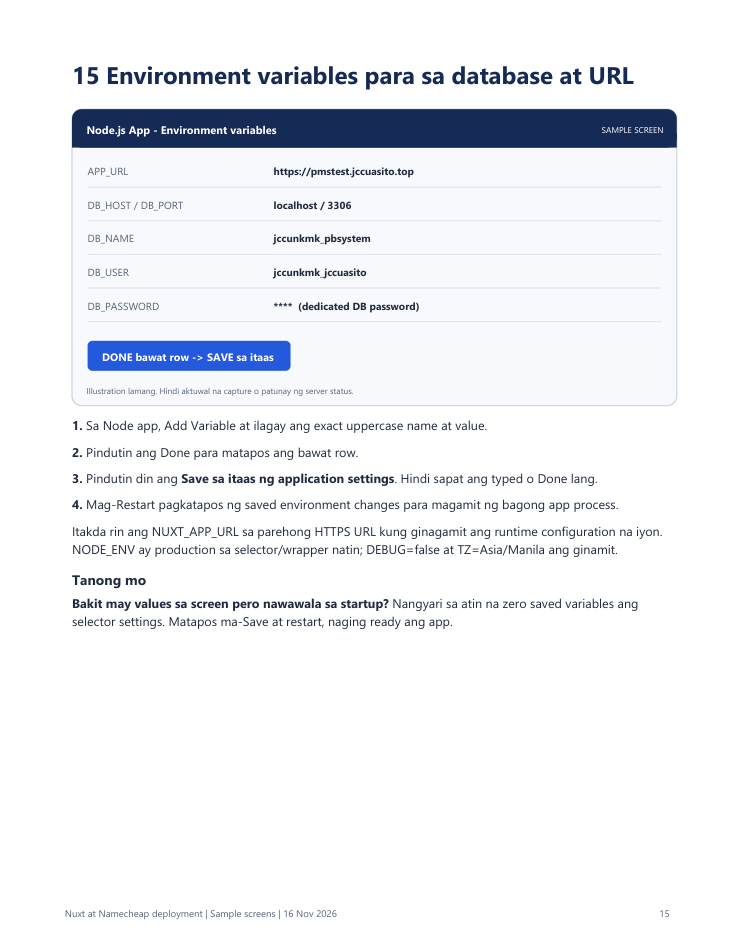 15 Environment variables para sa database at URL
Node.js App - Environment variables
SAMPLE SCREEN
APP_URL
https://pmstest.jccuasito.top
DB_HOST / DB_PORT
localhost / 3306
DB_NAME
jccunkmk_pbsystem
DB_USER
jccunkmk_jccuasito
DB_PASSWORD
**** (dedicated DB password)
DONE bawat row -> SAVE sa itaas
Illustration lamang. Hindi aktuwal na capture o patunay ng server status.
1. Sa Node app, Add Variable at ilagay ang exact uppercase name at value.
2. Pindutin ang Done para matapos ang bawat row.
3. Pindutin din ang Save sa itaas ng application settings. Hindi sapat ang typed o Done lang.
4. Mag-Restart pagkatapos ng saved environment changes para magamit ng bagong app process.
Itakda rin ang NUXT_APP_URL sa parehong HTTPS URL kung ginagamit ang runtime configuration na iyon.
NODE_ENV ay production sa selector/wrapper natin; DEBUG=false at TZ=Asia/Manila ang ginamit.
Tanong mo
Bakit may values sa screen pero nawawala sa startup? Nangyari sa atin na zero saved variables ang
selector settings. Matapos ma-Save at restart, naging ready ang app.
Nuxt at Namecheap deployment | Sample screens | 16 Nov 2026
15